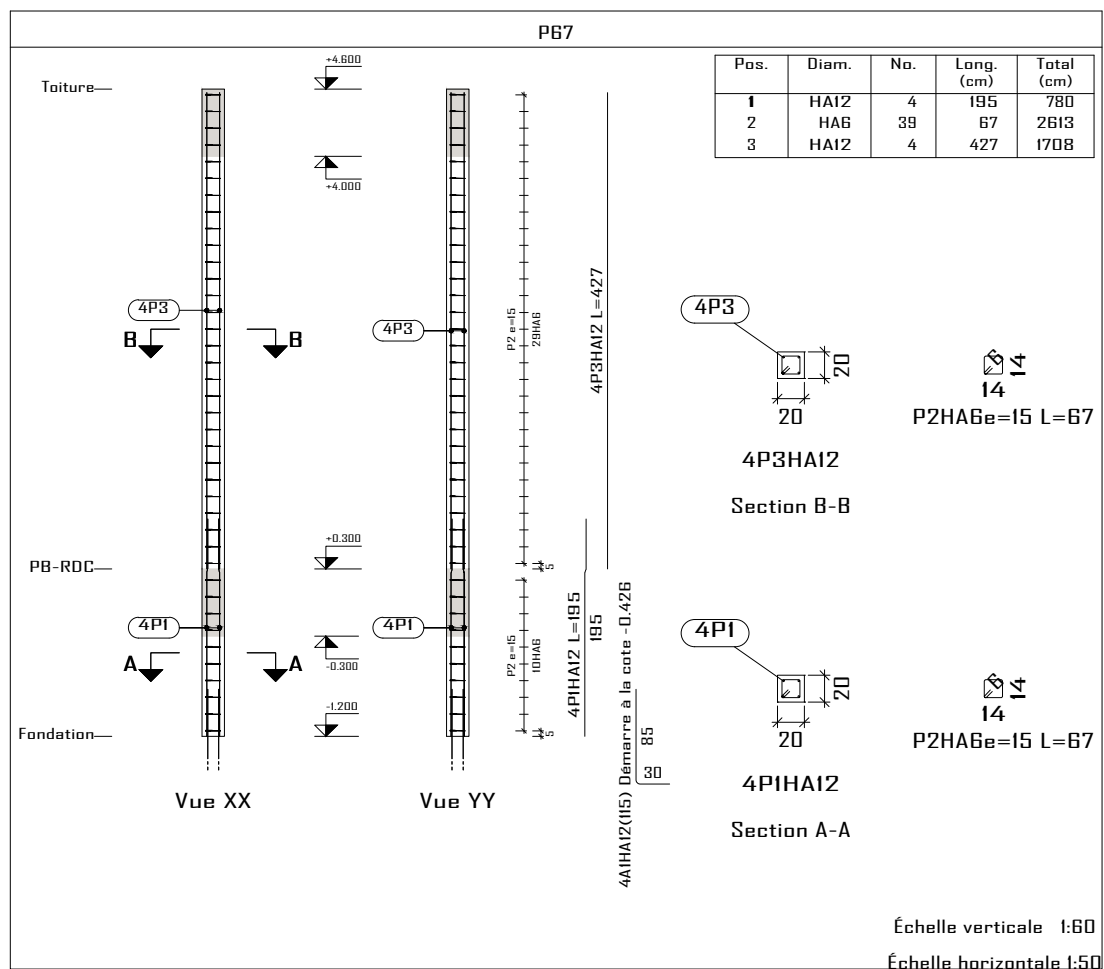 P67
Pos. Diam. No. Long. (cm) Total (cm)
1 HA12 4 195 780
2 HA6 39 67 2613
3 HA12 4 427 1708
Toiture
+4.600
+4.000
4P3
4P3
B B
P2 e=15
29HA6
4P3HA12 L=427
PB-RDC
+0.300
5
4P1
4P1
A A
-0.300
P2 e=15
10HA6
4P1HA12 L=195
195
Fondation
-1.200
5
4A1HA12(115) Démarre à la cote -0.426
85
30
Vue XX
Vue YY
4P3
20
20
4P3HA12
Section B-B
6
14
14
P2HA6e=15 L=67
4P1
20
20
4P1HA12
Section A-A
6
14
14
P2HA6e=15 L=67
Échelle verticale 1:60
Échelle horizontale 1:50